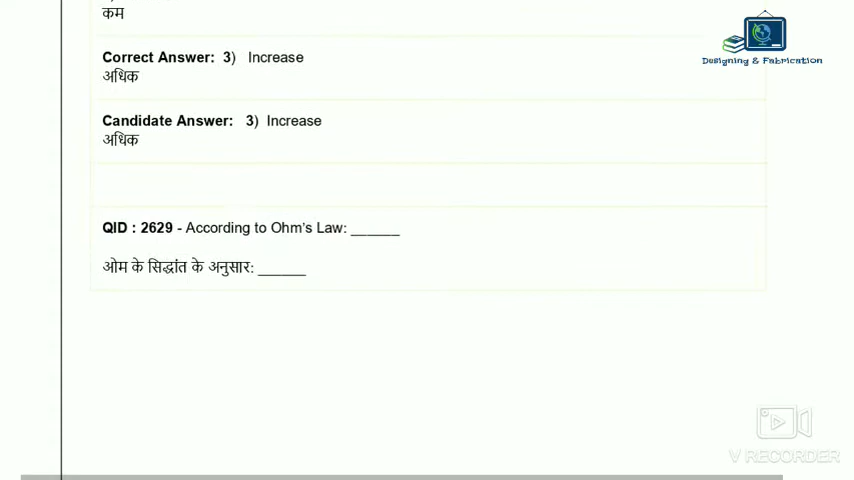 कम
Correct Answer: 3) Increase
अधिक
Candidate Answer: 3) Increase
अधिक
QID : 2629 - According to Ohm's Law: ______
ओम के सिद्धांत के अनुसार: ______
Designing & Fabrication
V RECORDER